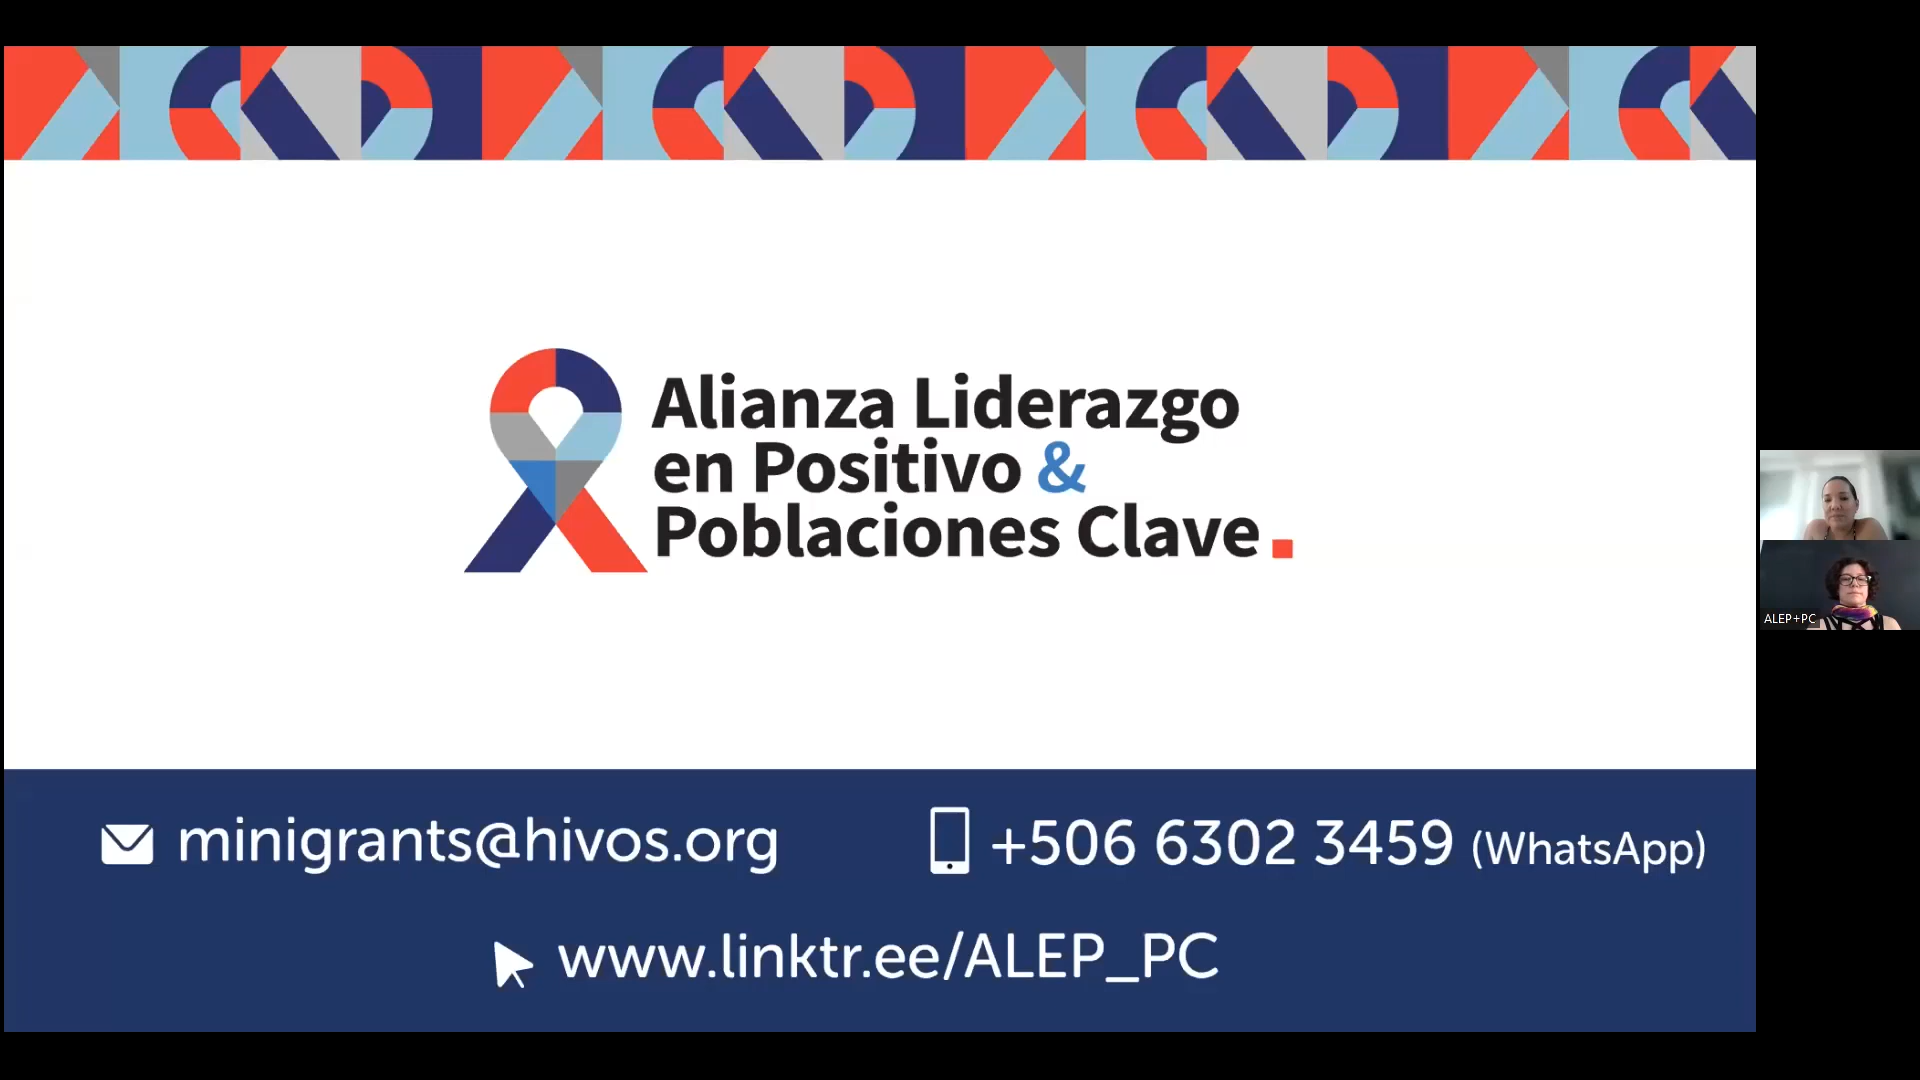 Alianza Liderazgo
en Positivo &
Poblaciones Clave.
minigrants@hivos.org
+506 6302 3459 (WhatsApp)
www.linktr.ee/ALEP_PC
ALEP+PC